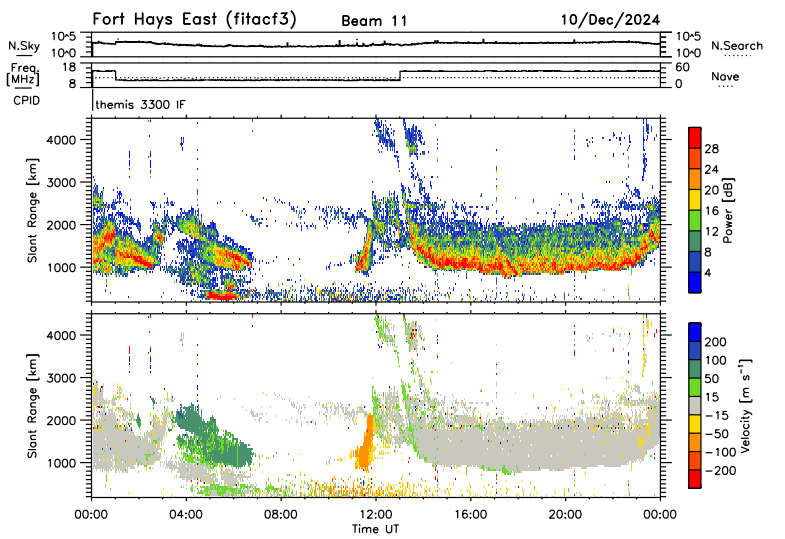 Fort Hays East (fitacf3)
Beam 11
10/Dec/2024
N.Sky
10^5
10^0
10^5
10^0
N.Search
Freq.
[MHz]
18
8
60
0
Nave
CPID
themis 3300 IF
Slant Range [km]
4000
3000
2000
1000
28
24
20
16
12
8
4
Power [dB]
Slant Range [km]
4000
3000
2000
1000
200
100
50
15
−15
−50
−100
−200
Velocity [m s⁻¹]
00:00
04:00
08:00
12:00
16:00
20:00
00:00
Time UT